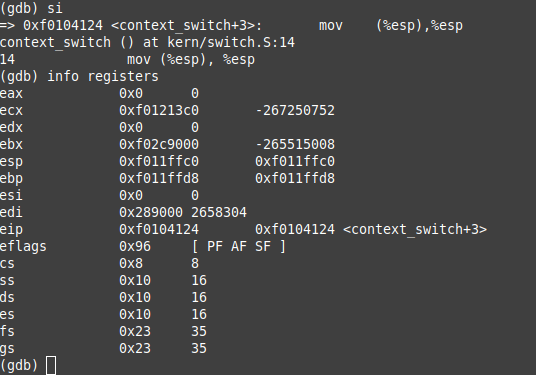 (gdb) si
=> 0xf0104124 <context_switch+3>:	mov    (%esp),%esp
context_switch () at kern/switch.S:14
14              mov (%esp), %esp
(gdb) info registers
eax            0x0      0
ecx            0xf01213c0       -267250752
edx            0x0      0
ebx            0xf02c9000       -265515008
esp            0xf011ffc0       0xf011ffc0
ebp            0xf011ffd8       0xf011ffd8
esi            0x0      0
edi            0x289000 2658304
eip            0xf0104124       0xf0104124 <context_switch+3>
eflags         0x96     [ PF AF SF ]
cs             0x8      8
ss             0x10     16
ds             0x10     16
es             0x10     16
fs             0x23     35
gs             0x23     35
(gdb)